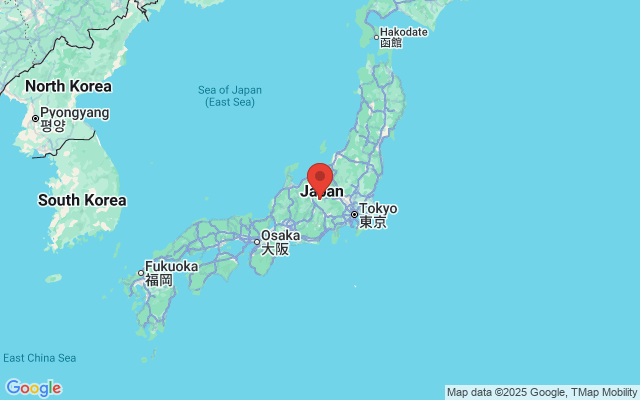 Hakodate
函館
North Korea
Sea of Japan
(East Sea)
Pyongyang
평양
Japan
South Korea
Tokyo
東京
Osaka
大阪
Fukuoka
福岡
East China Sea
Google
Map data ©2025 Google, TMap Mobility